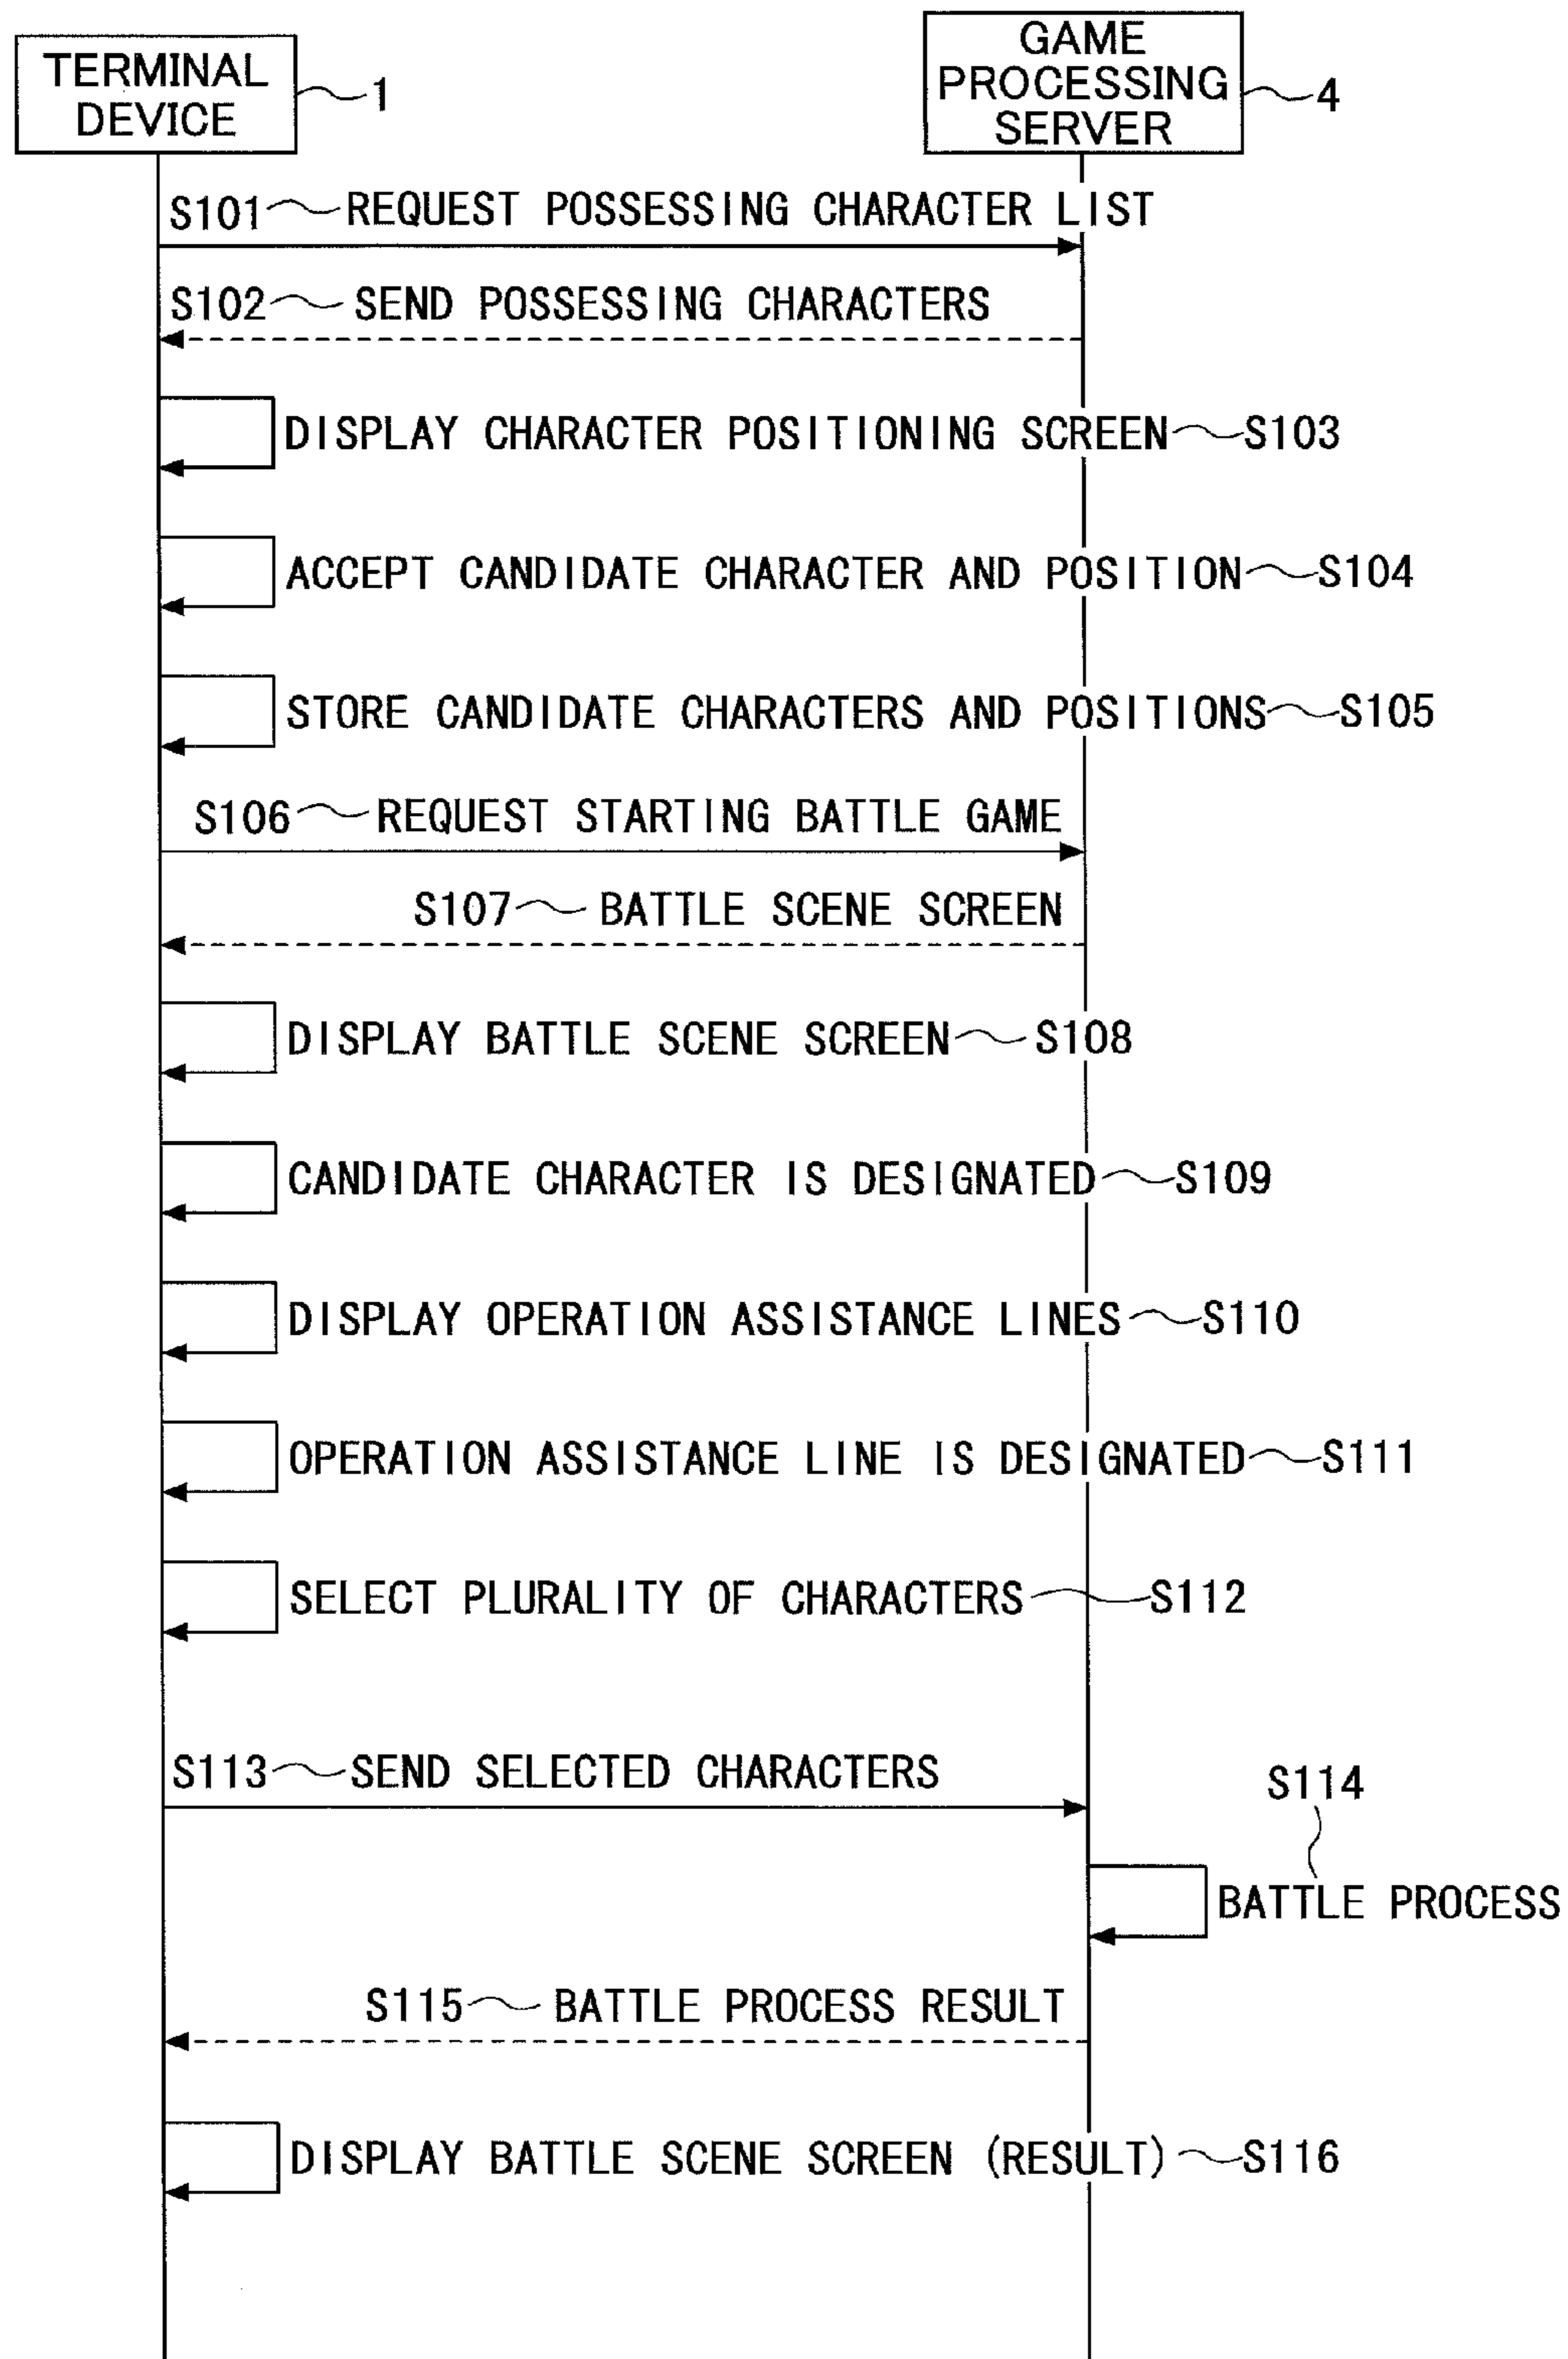 TERMINAL
DEVICE
1
GAME
PROCESSING
SERVER
4
S101 REQUEST POSSESSING CHARACTER LIST
S102 SEND POSSESSING CHARACTERS
DISPLAY CHARACTER POSITIONING SCREEN S103
ACCEPT CANDIDATE CHARACTER AND POSITION S104
STORE CANDIDATE CHARACTERS AND POSITIONS S105
S106 REQUEST STARTING BATTLE GAME
S107 BATTLE SCENE SCREEN
DISPLAY BATTLE SCENE SCREEN S108
CANDIDATE CHARACTER IS DESIGNATED S109
DISPLAY OPERATION ASSISTANCE LINES S110
OPERATION ASSISTANCE LINE IS DESIGNATED S111
SELECT PLURALITY OF CHARACTERS S112
S113 SEND SELECTED CHARACTERS
S114
BATTLE PROCESS
S115 BATTLE PROCESS RESULT
DISPLAY BATTLE SCENE SCREEN (RESULT) S116